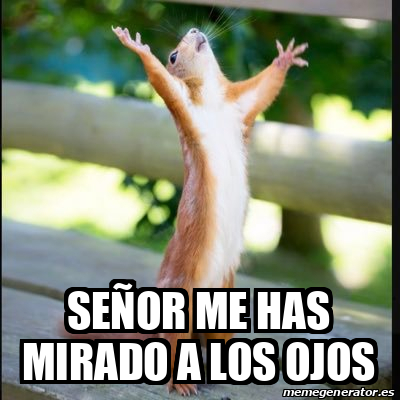 SEÑOR ME HAS
MIRADO A LOS OJOS
memegenerator.es